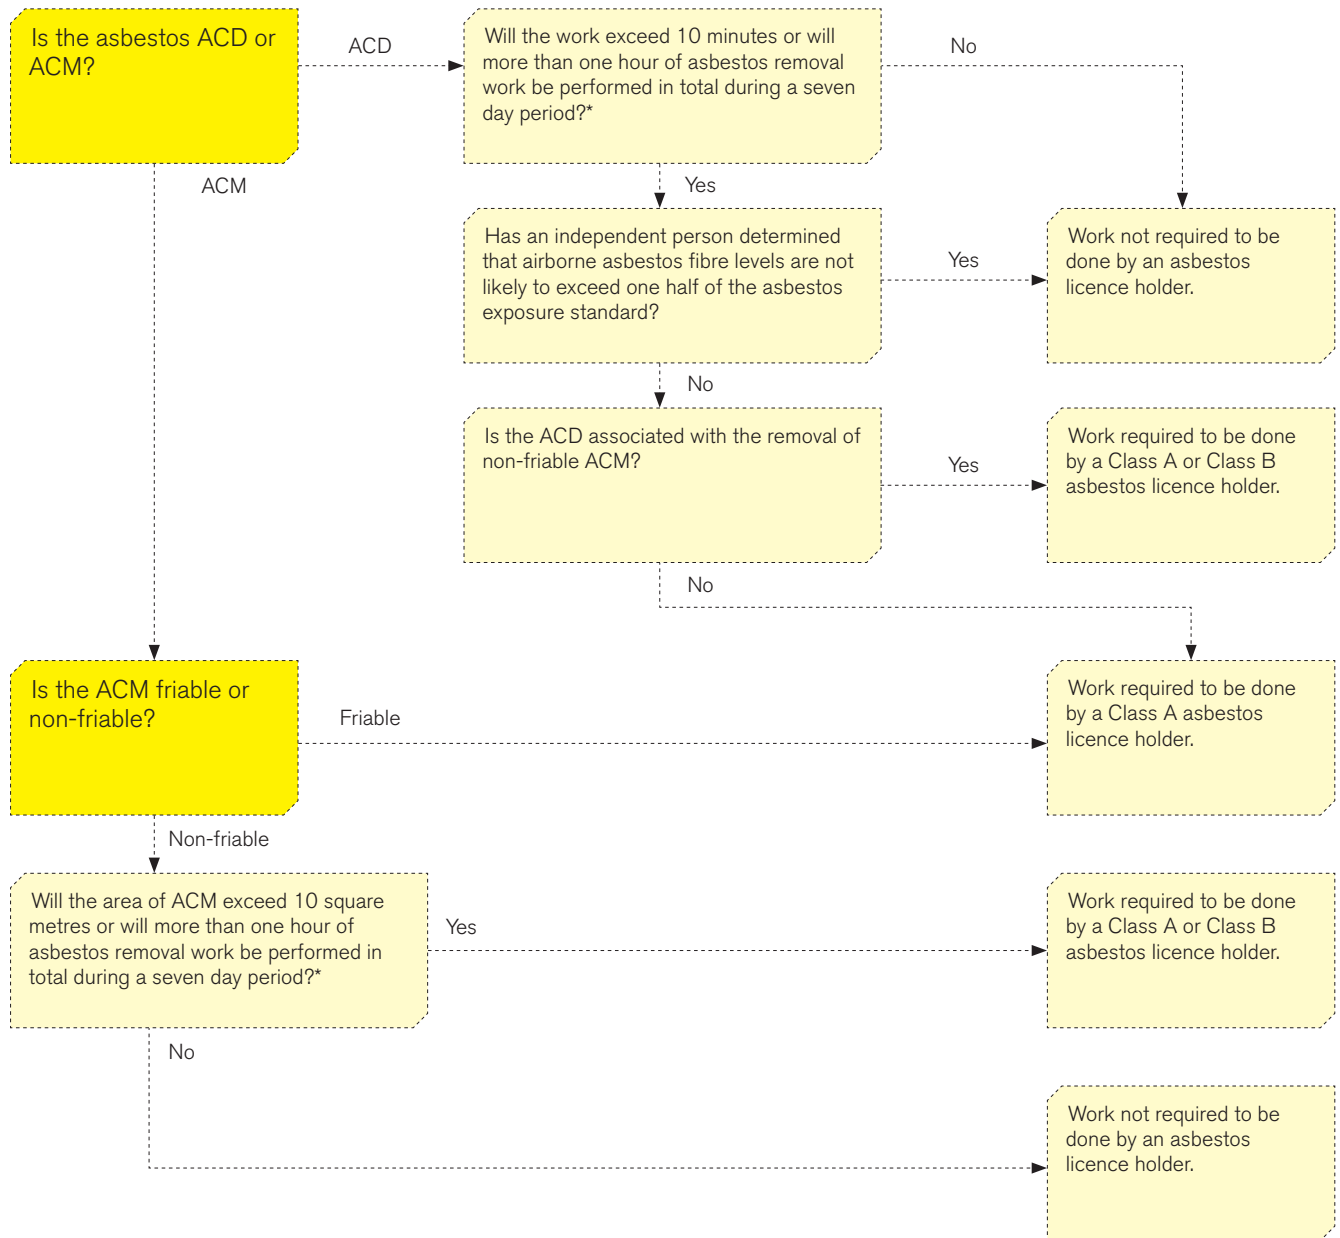 Is the asbestos ACD or
ACM?
ACD
Will the work exceed 10 minutes or will
more than one hour of asbestos removal
work be performed in total during a seven
day period?*
No
ACM
Yes
Has an independent person determined
that airborne asbestos fibre levels are not
likely to exceed one half of the asbestos
exposure standard?
Yes
Work not required to be
done by an asbestos
licence holder.
No
Is the ACD associated with the removal of
non-friable ACM?
Yes
Work required to be done
by a Class A or Class B
asbestos licence holder.
No
Is the ACM friable or
non-friable?
Friable
Work required to be done
by a Class A asbestos
licence holder.
Non-friable
Will the area of ACM exceed 10 square
metres or will more than one hour of
asbestos removal work be performed in
total during a seven day period?*
Yes
Work required to be done
by a Class A or Class B
asbestos licence holder.
No
Work not required to be
done by an asbestos
licence holder.